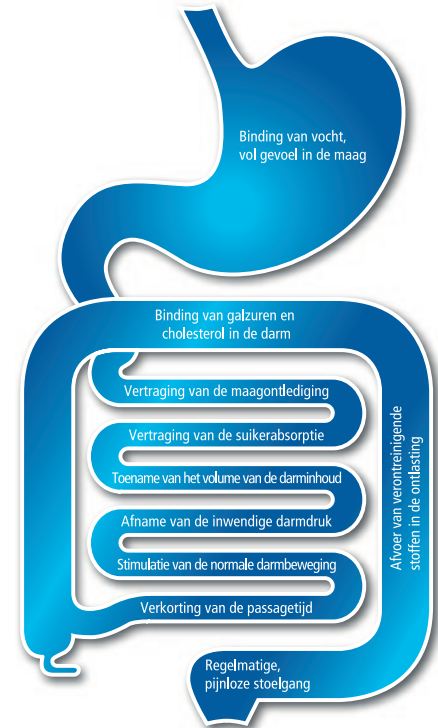 Binding van vocht,
vol gevoel in de maag
Binding van galzuren en
cholesterol in de darm
Vertraging van de maagontlediging
Vertraging van de suikerabsorptie
Toename van het volume van de darminhoud
Afname van de inwendige darmdruk
Stimulatie van de normale darmbeweging
Verkorting van de passagetijd
Afvoer van verontreinigende
stoffen in de ontlasting
Regelmatige,
pijnloze stoelgang